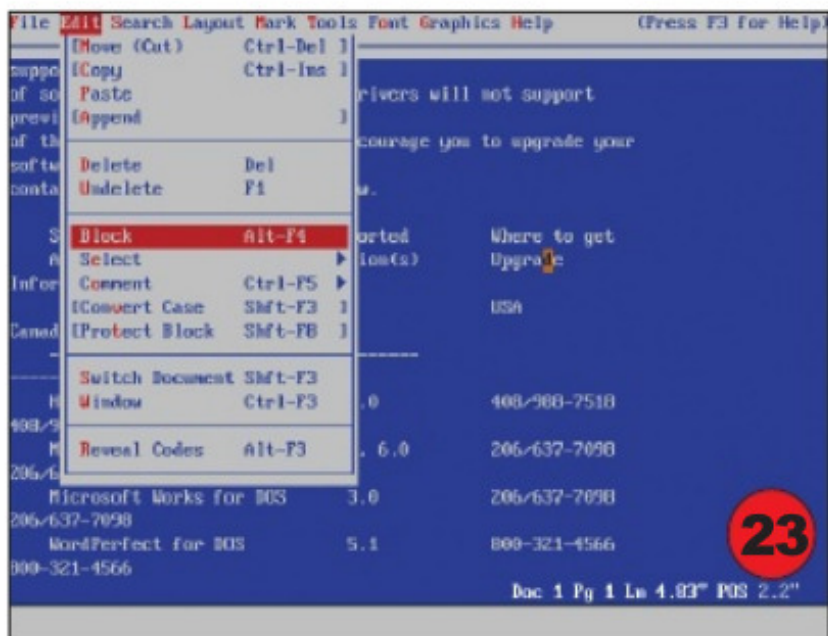 File Edit Search Layout Mark Tools Font Graphics Help (Press F3 for Help)
[Move (Cut) Ctrl-Del ]
suppo [Copy Ctrl-Ins ]
of so Paste rivers will not support
previ [Append ]
of th courage you to upgrade your
softw Delete Del
conta Undelete F1 w.
S Block Alt-F4 orted Where to get
A Select ion(s) Upgrade
Infor Comment Ctrl-F5
[Convert Case Shft-F3 ] USA
Canad [Protect Block Shft-F8 ]
Switch Document Shft-F3
M Window Ctrl-F3 .0 408/988-7518
408/9
M Reveal Codes Alt-F3 , 6.0 206/637-7098
206/6
Microsoft Works for DOS 3.0 206/637-7098
206/637-7098
WordPerfect for DOS 5.1 800-321-4566
800-321-4566
Doc 1 Pg 1 Ln 4.83" POS 2.2"
23